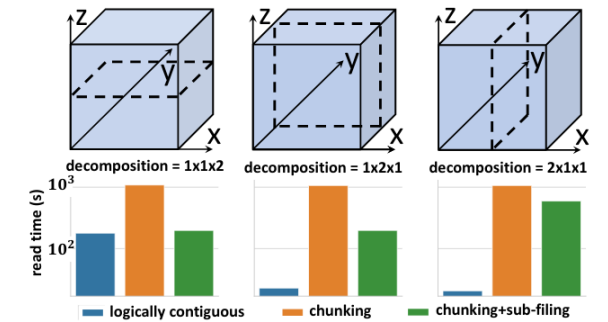 Z
y
X
decomposition = 1x1x2
Z
y
X
decomposition = 1x2x1
Z
y
X
decomposition = 2x1x1
read time (s)
10³
10²
logically contiguous
chunking
chunking+sub-filing